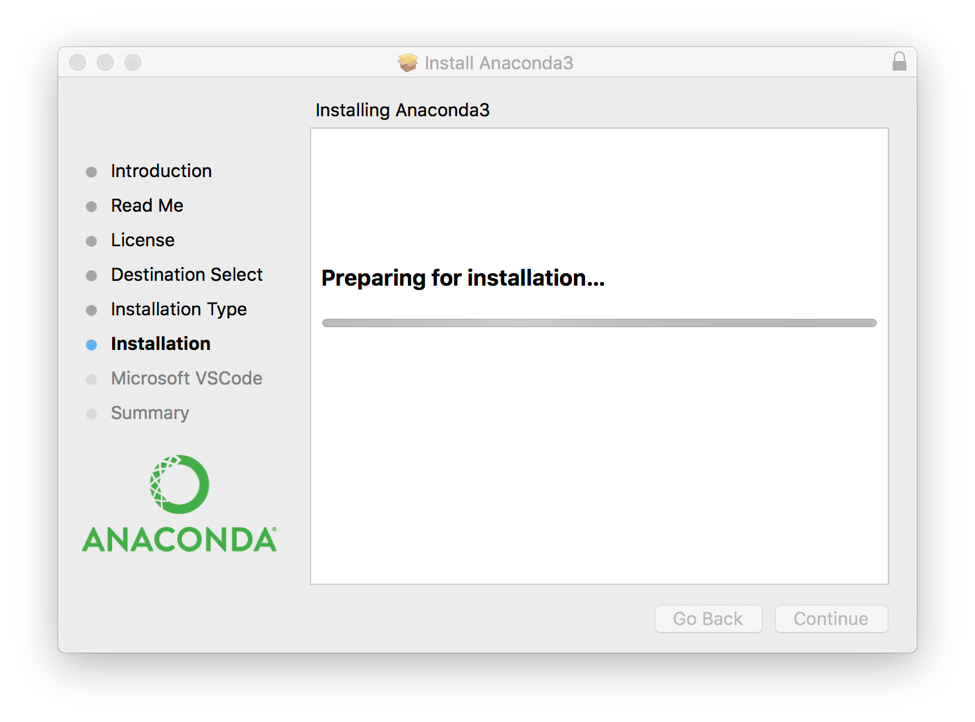 Install Anaconda3
Installing Anaconda3
Introduction
Read Me
License
Destination Select
Installation Type
Installation
Microsoft VSCode
Summary
Preparing for installation...
ANACONDA®
Go Back
Continue